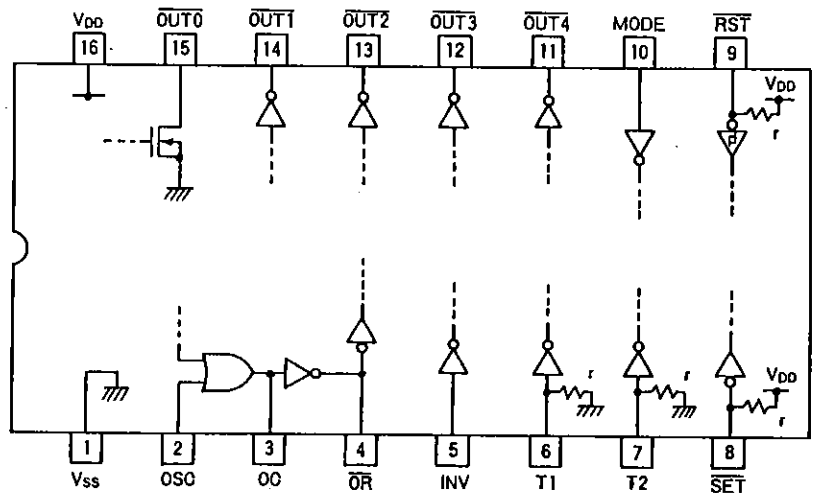 VDD
OUT0
OUT1
OUT2
OUT3
OUT4
MODE
RST
16
15
14
13
12
11
10
9
VDD
r
r
r
VDD
r
1
2
3
4
5
6
7
8
VSS
OSC
OC
OR
INV
T1
T2
SET